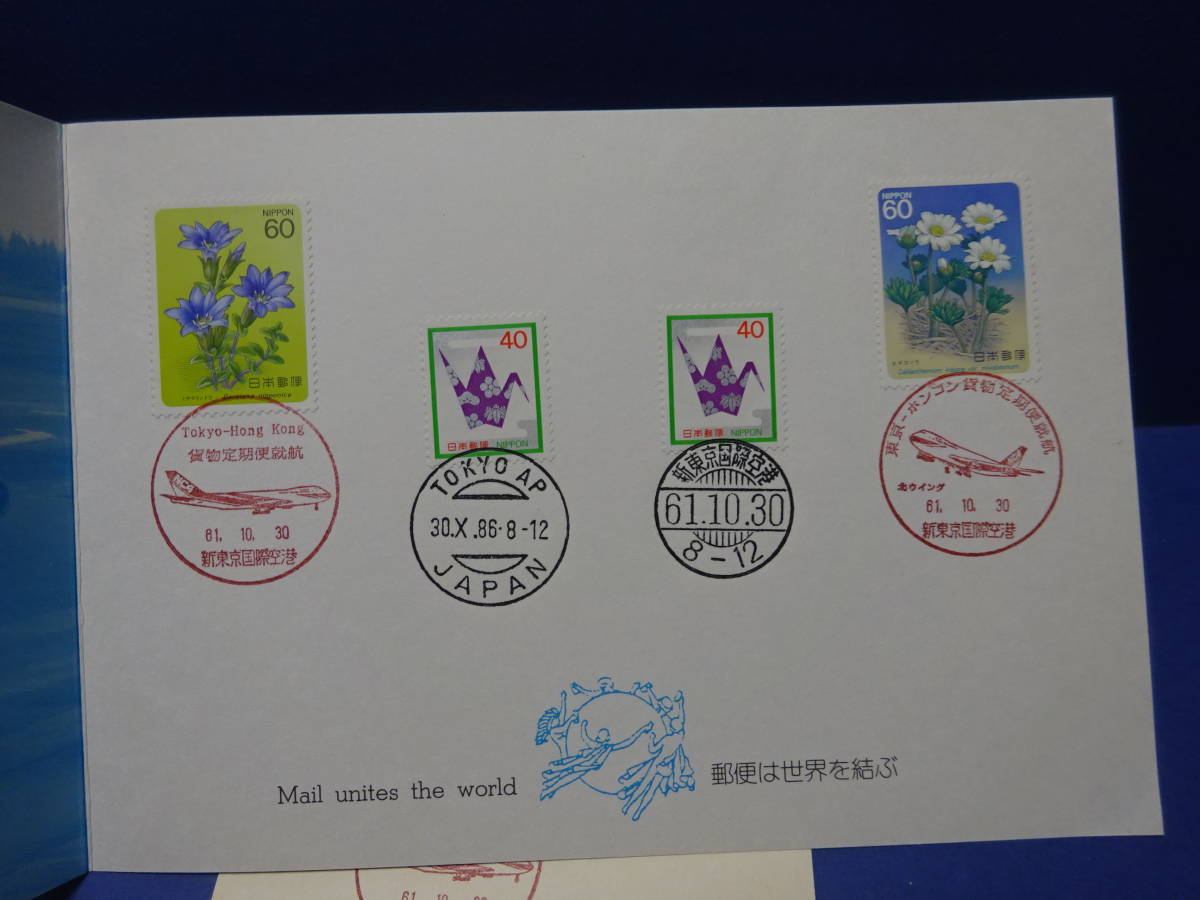 NIPPON
60
日本郵便
Gentiana nipponica
Tokyo-Hong Kong
貨物定期便就航
NCA
61. 10. 30
新東京国際空港
40
日本郵便 NIPPON
TOKYO AP
30.X.86・8-12
JAPAN
40
日本郵便 NIPPON
新東京国際空港
61.10.30
8-12
NIPPON
60
日本郵便
東京-ホンコン貨物定期便就航
北ウイング
61. 10. 30
新東京国際空港
Mail unites the world
郵便は世界を結ぶ